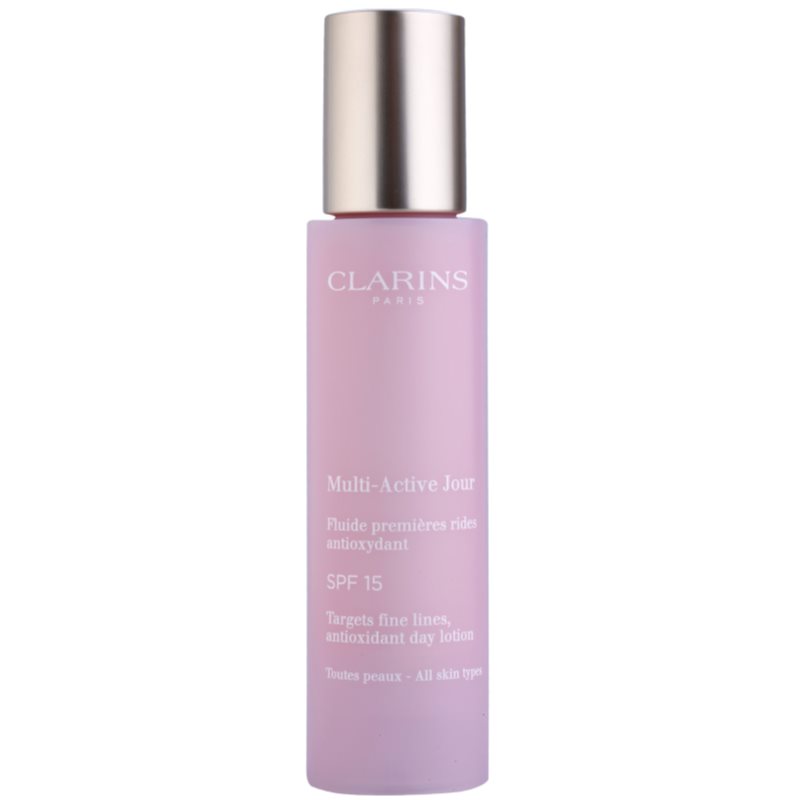 CLARINS
PARIS
Multi-Active Jour
Fluide premières rides
antioxydant
SPF 15
Targets fine lines,
antioxidant day lotion
Toutes peaux - All skin types